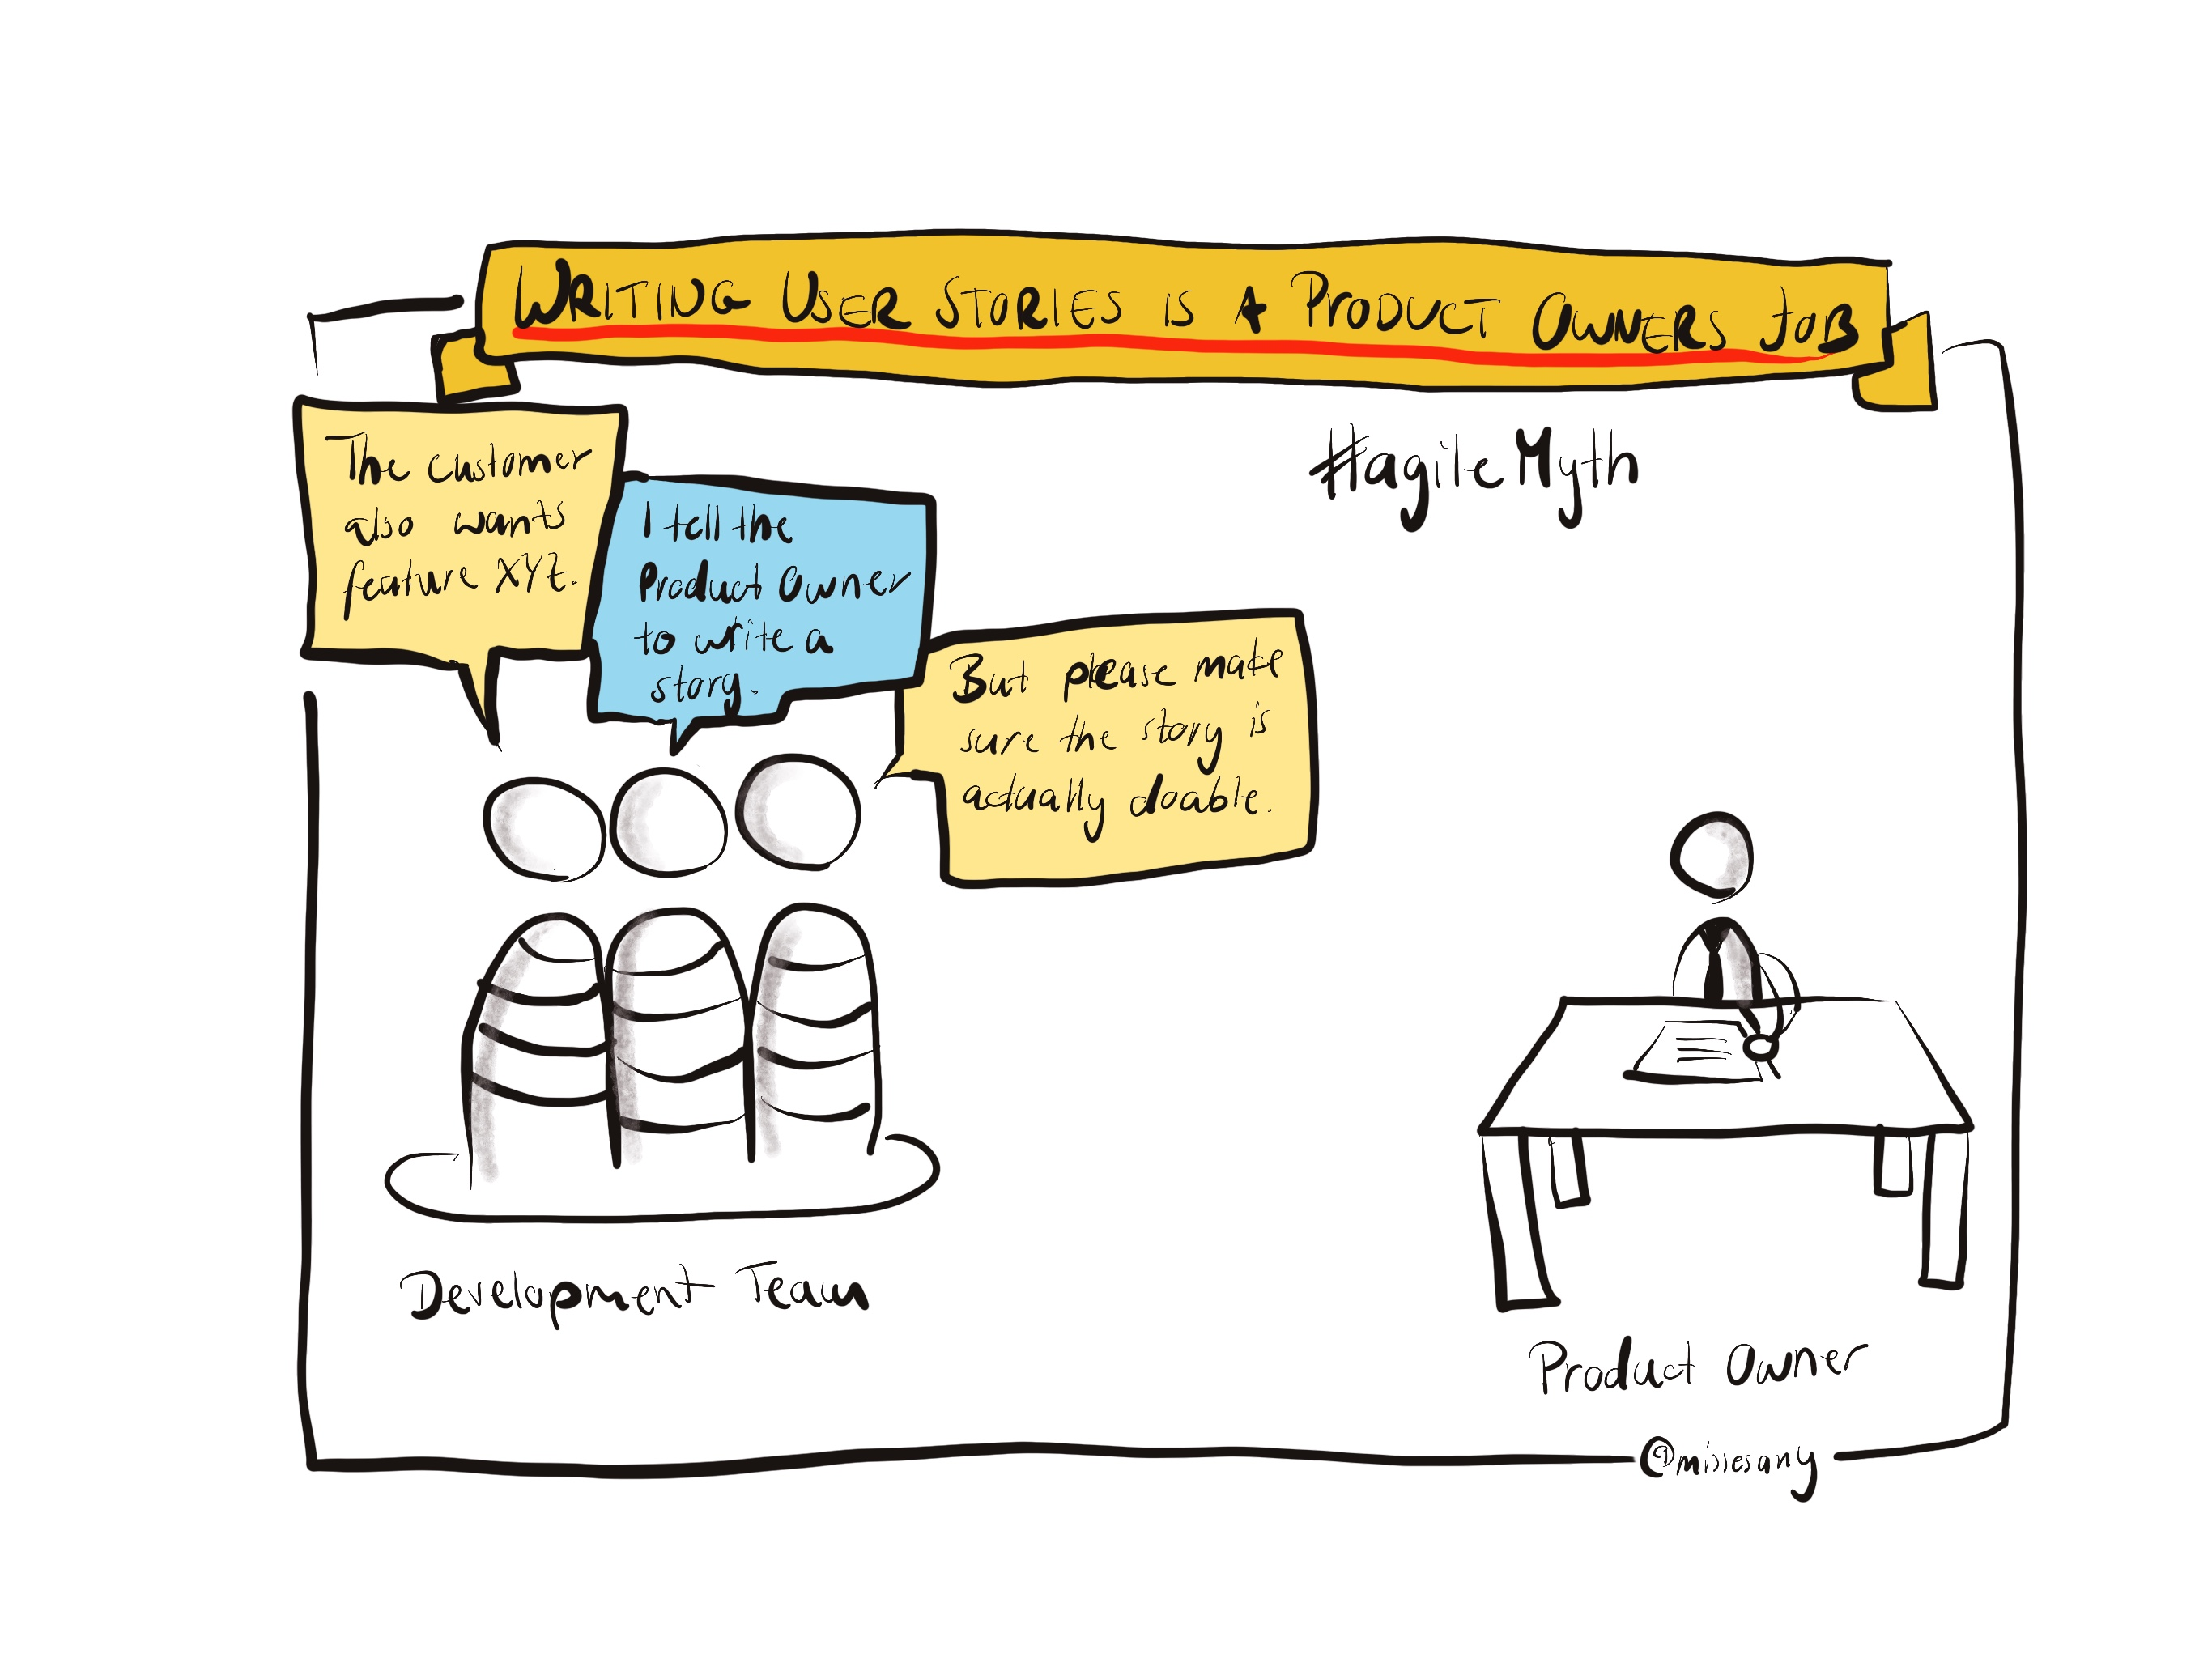 WRITING USER STORIES IS A PRODUCT OWNERS JOB
#agileMyth
The customer
also wants
feature XYZ.
I tell the
Product Owner
to write a
story.
But please make
sure the story is
actually doable.
Development Team
Product Owner
@missesany